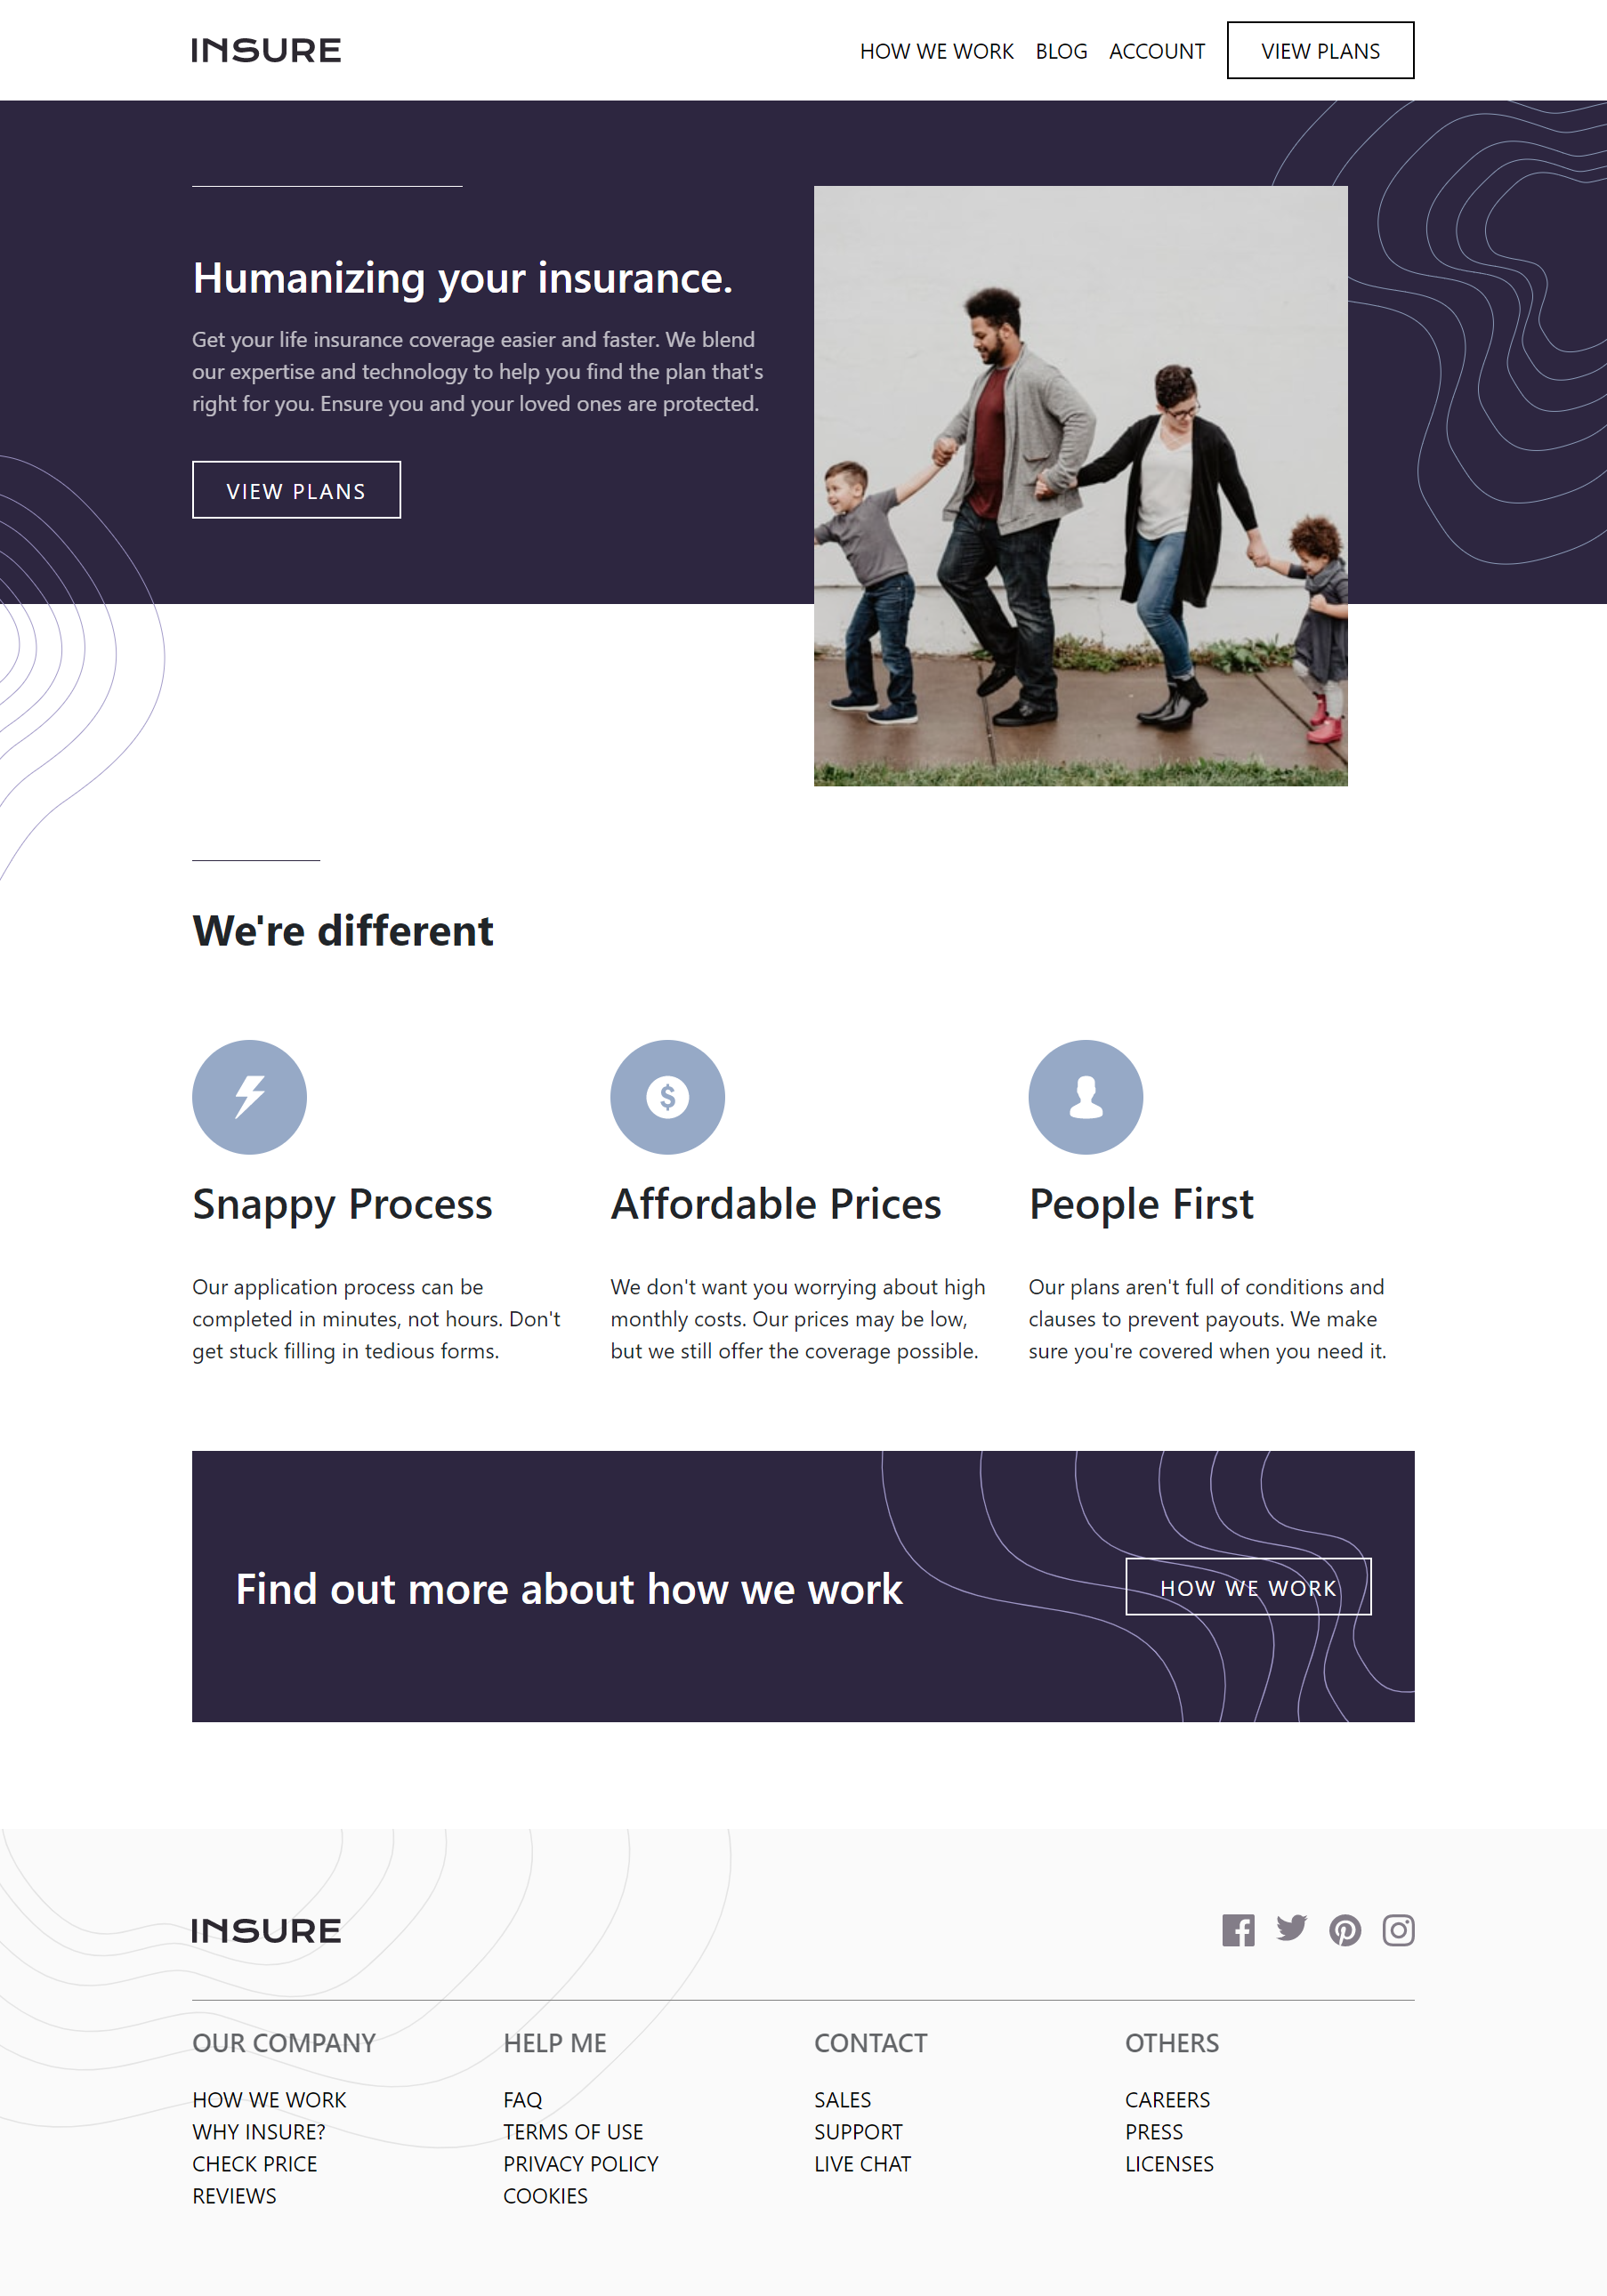 INSURE
HOW WE WORK BLOG ACCOUNT VIEW PLANS
Humanizing your insurance.
Get your life insurance coverage easier and faster. We blend
our expertise and technology to help you find the plan that's
right for you. Ensure you and your loved ones are protected.
VIEW PLANS
We're different
Snappy Process
Our application process can be
completed in minutes, not hours. Don't
get stuck filling in tedious forms.
$
Affordable Prices
We don't want you worrying about high
monthly costs. Our prices may be low,
but we still offer the coverage possible.
People First
Our plans aren't full of conditions and
clauses to prevent payouts. We make
sure you're covered when you need it.
Find out more about how we work
HOW WE WORK
INSURE
OUR COMPANY
HOW WE WORK
WHY INSURE?
CHECK PRICE
REVIEWS
HELP ME
FAQ
TERMS OF USE
PRIVACY POLICY
COOKIES
CONTACT
SALES
SUPPORT
LIVE CHAT
OTHERS
CAREERS
PRESS
LICENSES